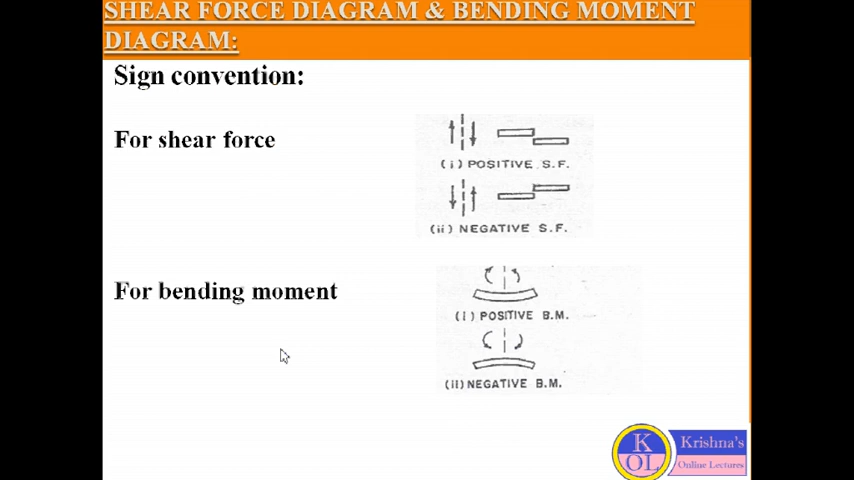 SHEAR FORCE DIAGRAM & BENDING MOMENT
DIAGRAM:
Sign convention:
For shear force
(i) POSITIVE S.F.
(ii) NEGATIVE S.F.
For bending moment
(i) POSITIVE B.M.
(ii) NEGATIVE B.M.
K
OL
Krishna's
Online Lectures